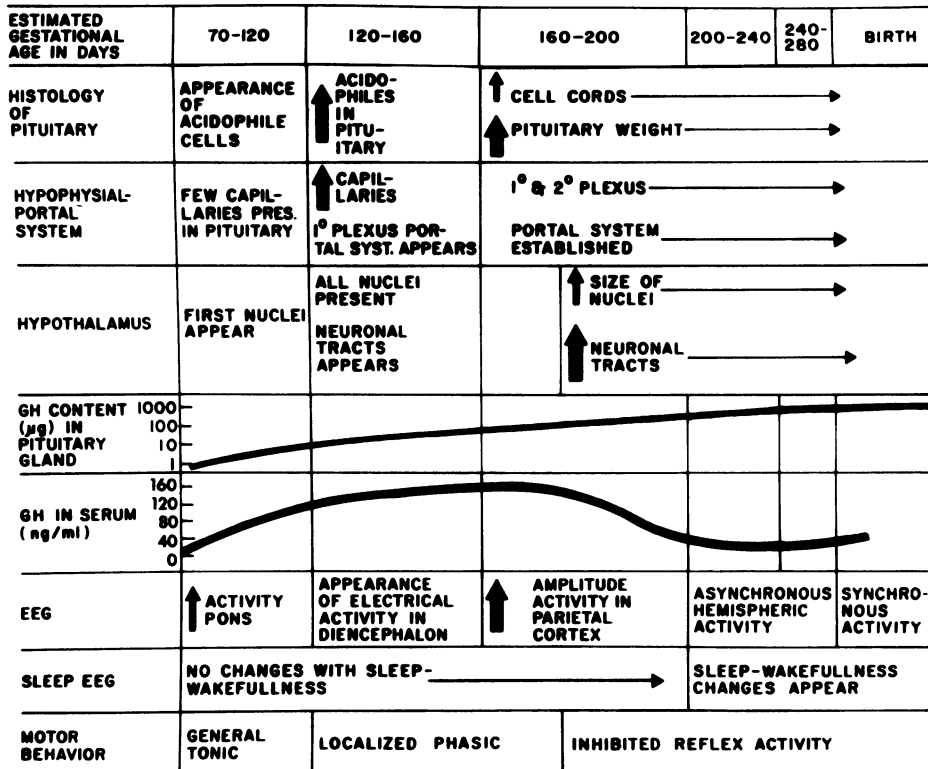 ESTIMATED
GESTATIONAL
AGE IN DAYS
70-120
120-160
160-200
200-240
240-
280
BIRTH
HISTOLOGY
OF
PITUITARY
APPEARANCE
OF
ACIDOPHILE
CELLS
ACIDO-
PHILES
IN
PITU-
ITARY
CELL CORDS
PITUITARY WEIGHT
HYPOPHYSIAL-
PORTAL
SYSTEM
FEW CAPIL-
LARIES PRES.
IN PITUITARY
CAPIL-
LARIES
1° PLEXUS POR-
TAL SYST. APPEARS
1° & 2° PLEXUS
PORTAL SYSTEM
ESTABLISHED
HYPOTHALAMUS
FIRST NUCLEI
APPEAR
ALL NUCLEI
PRESENT
NEURONAL
TRACTS
APPEARS
SIZE OF
NUCLEI
NEURONAL
TRACTS
GH CONTENT
(µg) IN
PITUITARY
GLAND
1000
100
10
1
GH IN SERUM
(ng/ml)
160
120
80
40
0
EEG
ACTIVITY
PONS
APPEARANCE
OF ELECTRICAL
ACTIVITY IN
DIENCEPHALON
AMPLITUDE
ACTIVITY IN
PARIETAL
CORTEX
ASYNCHRONOUS
HEMISPHERIC
ACTIVITY
SYNCHRO-
NOUS
ACTIVITY
SLEEP EEG
NO CHANGES WITH SLEEP-
WAKEFULLNESS
SLEEP-WAKEFULLNESS
CHANGES APPEAR
MOTOR
BEHAVIOR
GENERAL
TONIC
LOCALIZED PHASIC
INHIBITED REFLEX ACTIVITY